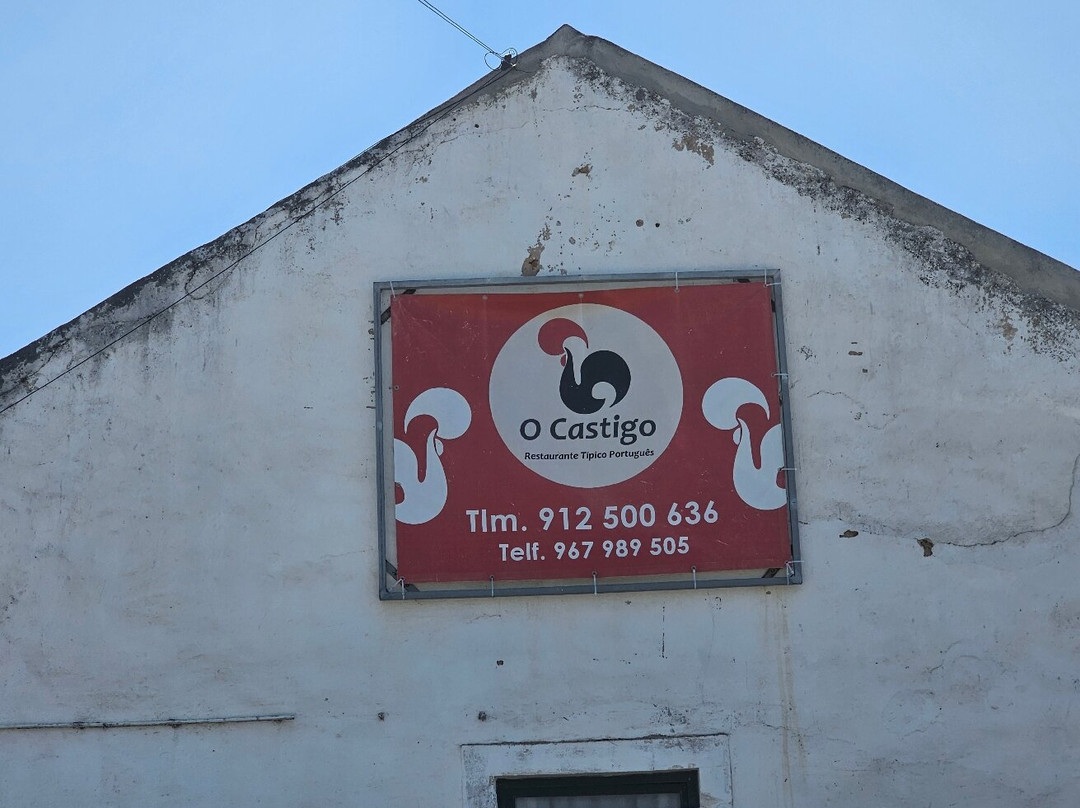 O Castigo
Restaurante Típico Português
Tlm. 912 500 636
Telf. 967 989 505